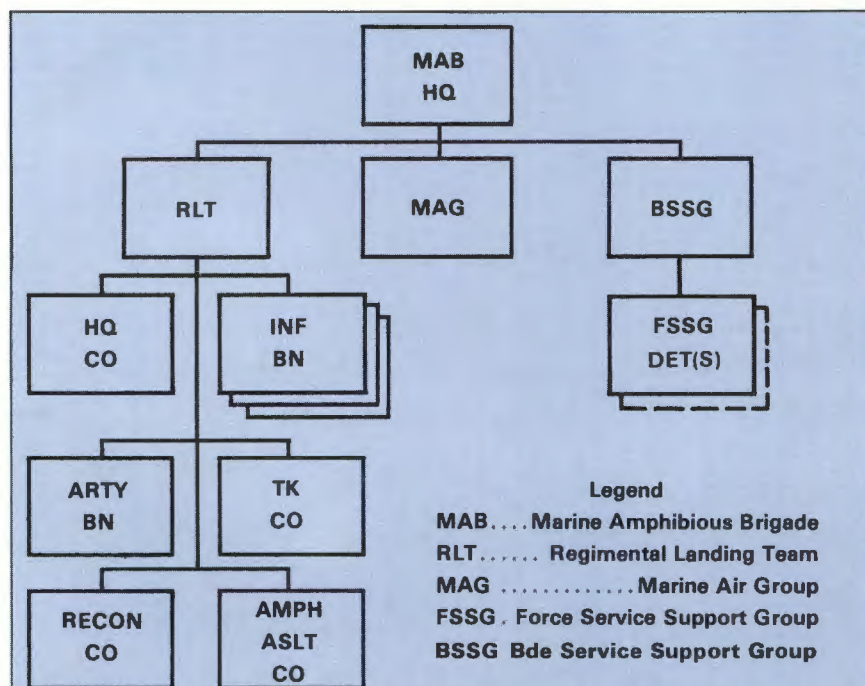 MAB
HQ
RLT
MAG
BSSG
HQ
CO
INF
BN
FSSG
DET(S)
ARTY
BN
TK
CO
RECON
CO
AMPH
ASLT
CO
Legend
MAB....Marine Amphibious Brigade
RLT...... Regimental Landing Team
MAG .............Marine Air Group
FSSG . Force Service Support Group
BSSG Bde Service Support Group